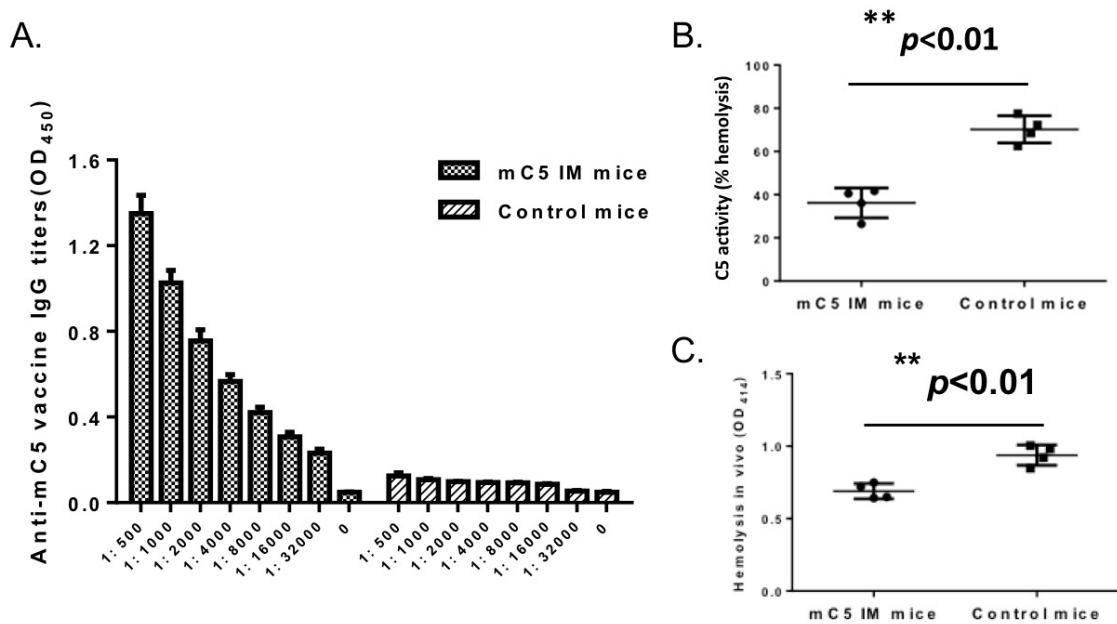 A.
Anti-mC5 vaccine IgG titers(OD450)
1.6
1.2
0.8
0.4
0.0
mC5 IM mice
Control mice
1:500
1:1000
1:2000
1:4000
1:8000
1:16000
1:32000
0
1:500
1:1000
1:2000
1:4000
1:8000
1:16000
1:32000
0
B.
** p<0.01
C5 activity (% hemolysis)
100
80
60
40
20
0
mC5 IM mice
Control mice
C.
** p<0.01
Hemolysis in vivo (OD414)
1.5
1.0
0.5
0.0
mC5 IM mice
Control mice